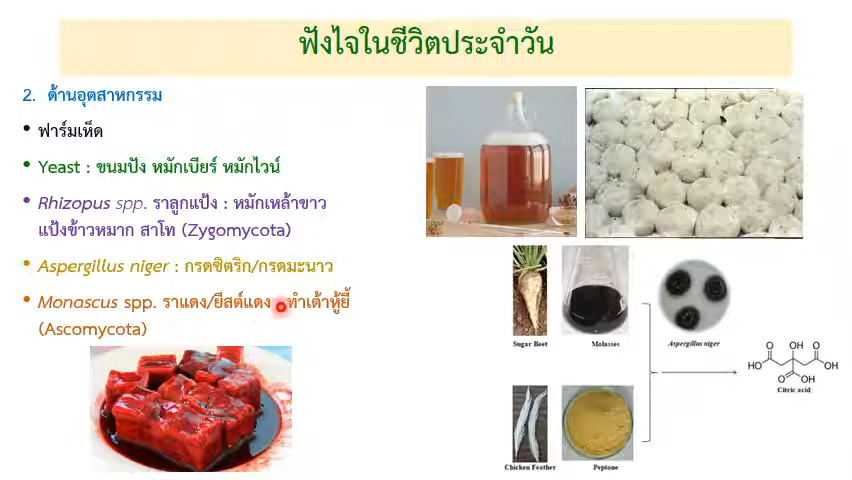 ฟังไจในชีวิตประจำวัน
2. ด้านอุตสาหกรรม
• ฟาร์มเห็ด
• Yeast : ขนมปัง หมักเบียร์ หมักไวน์
• Rhizopus spp. ราลูกแป้ง : หมักเหล้าขาว
แป้งข้าวหมาก สาโท (Zygomycota)
• Aspergillus niger : กรดซิตริก/กรดมะนาว
• Monascus spp. ราแดง/ยีสต์แดง ทำเต้าหู้ยี้
(Ascomycota)
Sugar Beet
Molasses
Aspergillus niger
O OH O
HO OH
O OH
Citric acid
Chicken Feather
Peptone